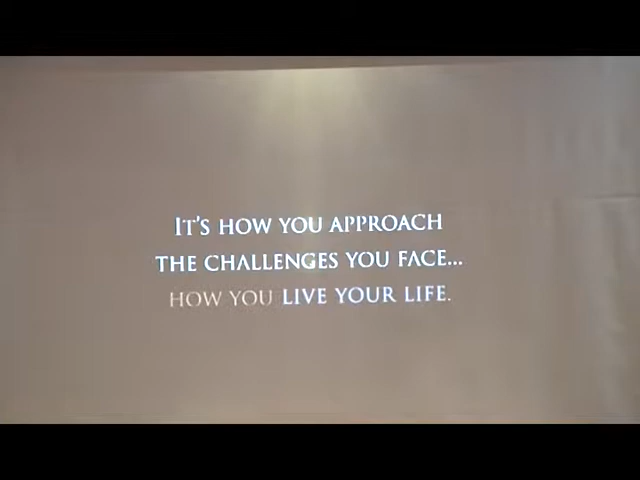 IT'S HOW YOU APPROACH
THE CHALLENGES YOU FACE...
HOW YOU LIVE YOUR LIFE.